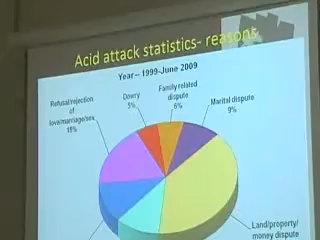 Acid attack statistics- reasons
Year – 1999-June 2009
Refusal/rejection
of
love/marriage/sex
18%
Dowry
5%
Family related
dispute
6%
Marital dispute
9%
Land/property/
money dispute